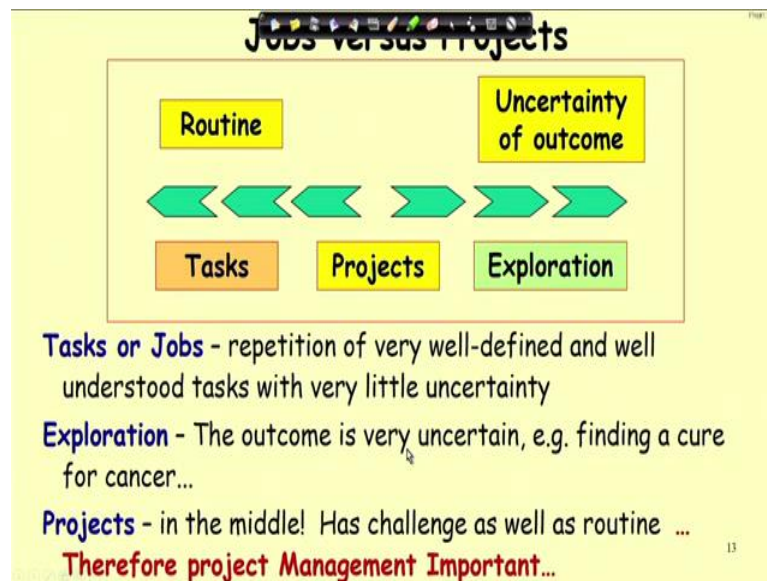 Jobs versus Projects
Routine
Uncertainty
of outcome
Tasks
Projects
Exploration
Tasks or Jobs – repetition of very well-defined and well
understood tasks with very little uncertainty
Exploration – The outcome is very uncertain, e.g. finding a cure
for cancer...
Projects – in the middle! Has challenge as well as routine ...
Therefore project Management Important...
13